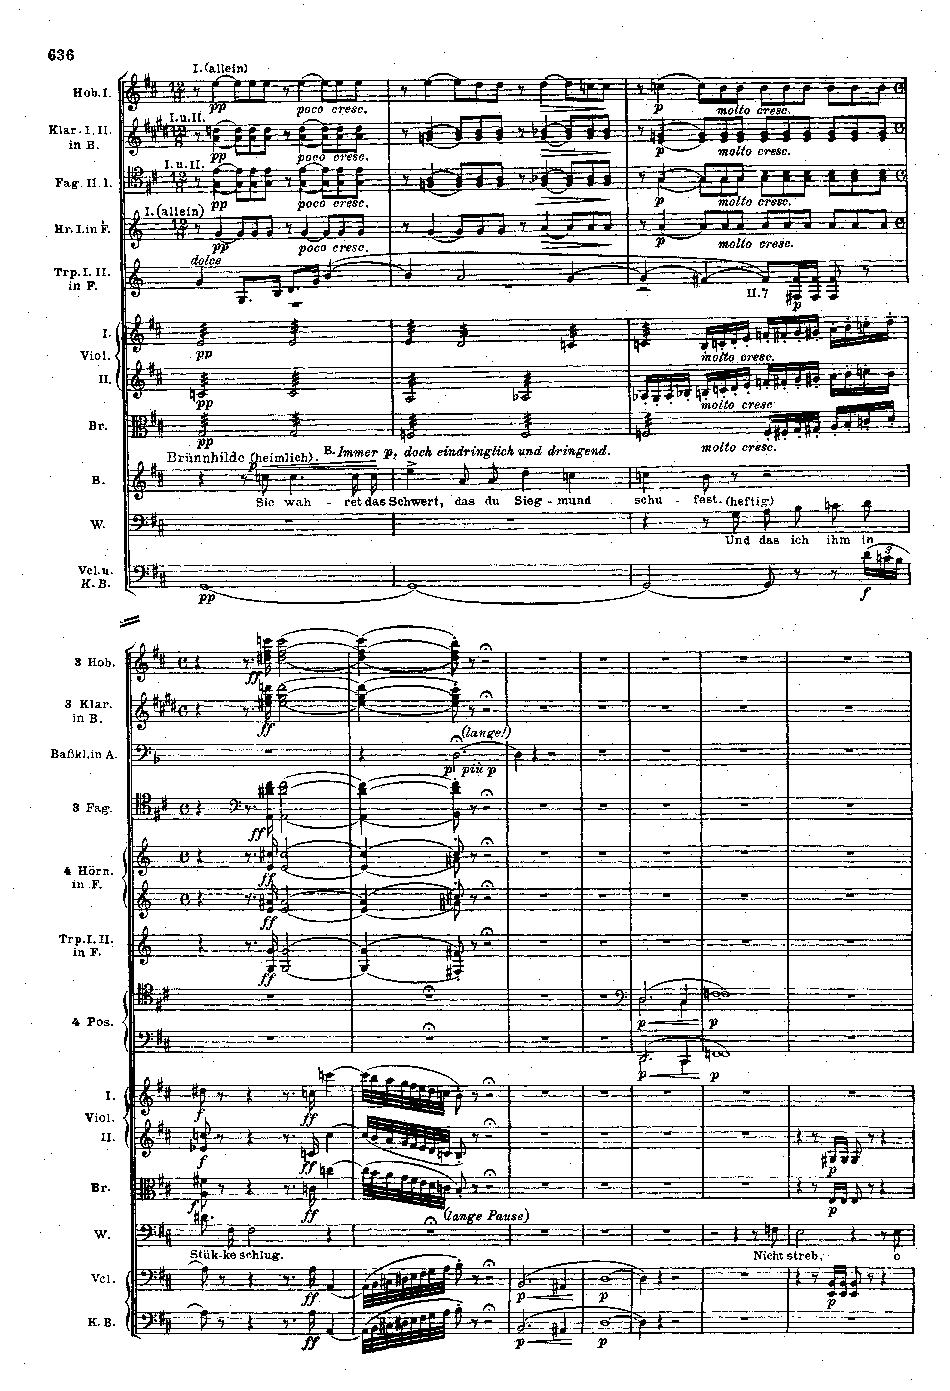 636
I. (allein)
Hob. I.
pp poco cresc. p molto cresc.
I. u. II.
Klar. I. II.
in B.
pp poco cresc. p molto cresc.
I. u. II.
Fag. II. I.
pp poco cresc. p molto cresc.
I. (allein)
Hr. I. in F.
pp poco cresc. p molto cresc.
dolce
Trp. I. II.
in F.
II.
p
I.
Viol.
pp molto cresc.
II.
pp molto cresc
Br.
pp molto cresc.
Brünnhilde (heimlich). B. Immer p, doch eindringlich und dringend.
p
B.
Sie wah - ret das Schwert, das du Sieg - mund schu - fest. (heftig)
W.
Und das ich ihm in
Vcl. u.
K. B.
pp f
3
3 Hob.
ff
3 Klar.
in B.
ff
(lange!)
Baßkl. in A.
p più p
3 Fag.
ff
4 Hörn.
in F.
ff
ff
Trp. I. II.
in F.
ff
4 Pos.
p p
p p
I.
Viol.
f ff
II.
f ff p
Br.
f ff p
(lange Pause)
W.
Stük-ke schlug. Nicht streb, o
Vcl.
ff p p p
K. B.
ff p p